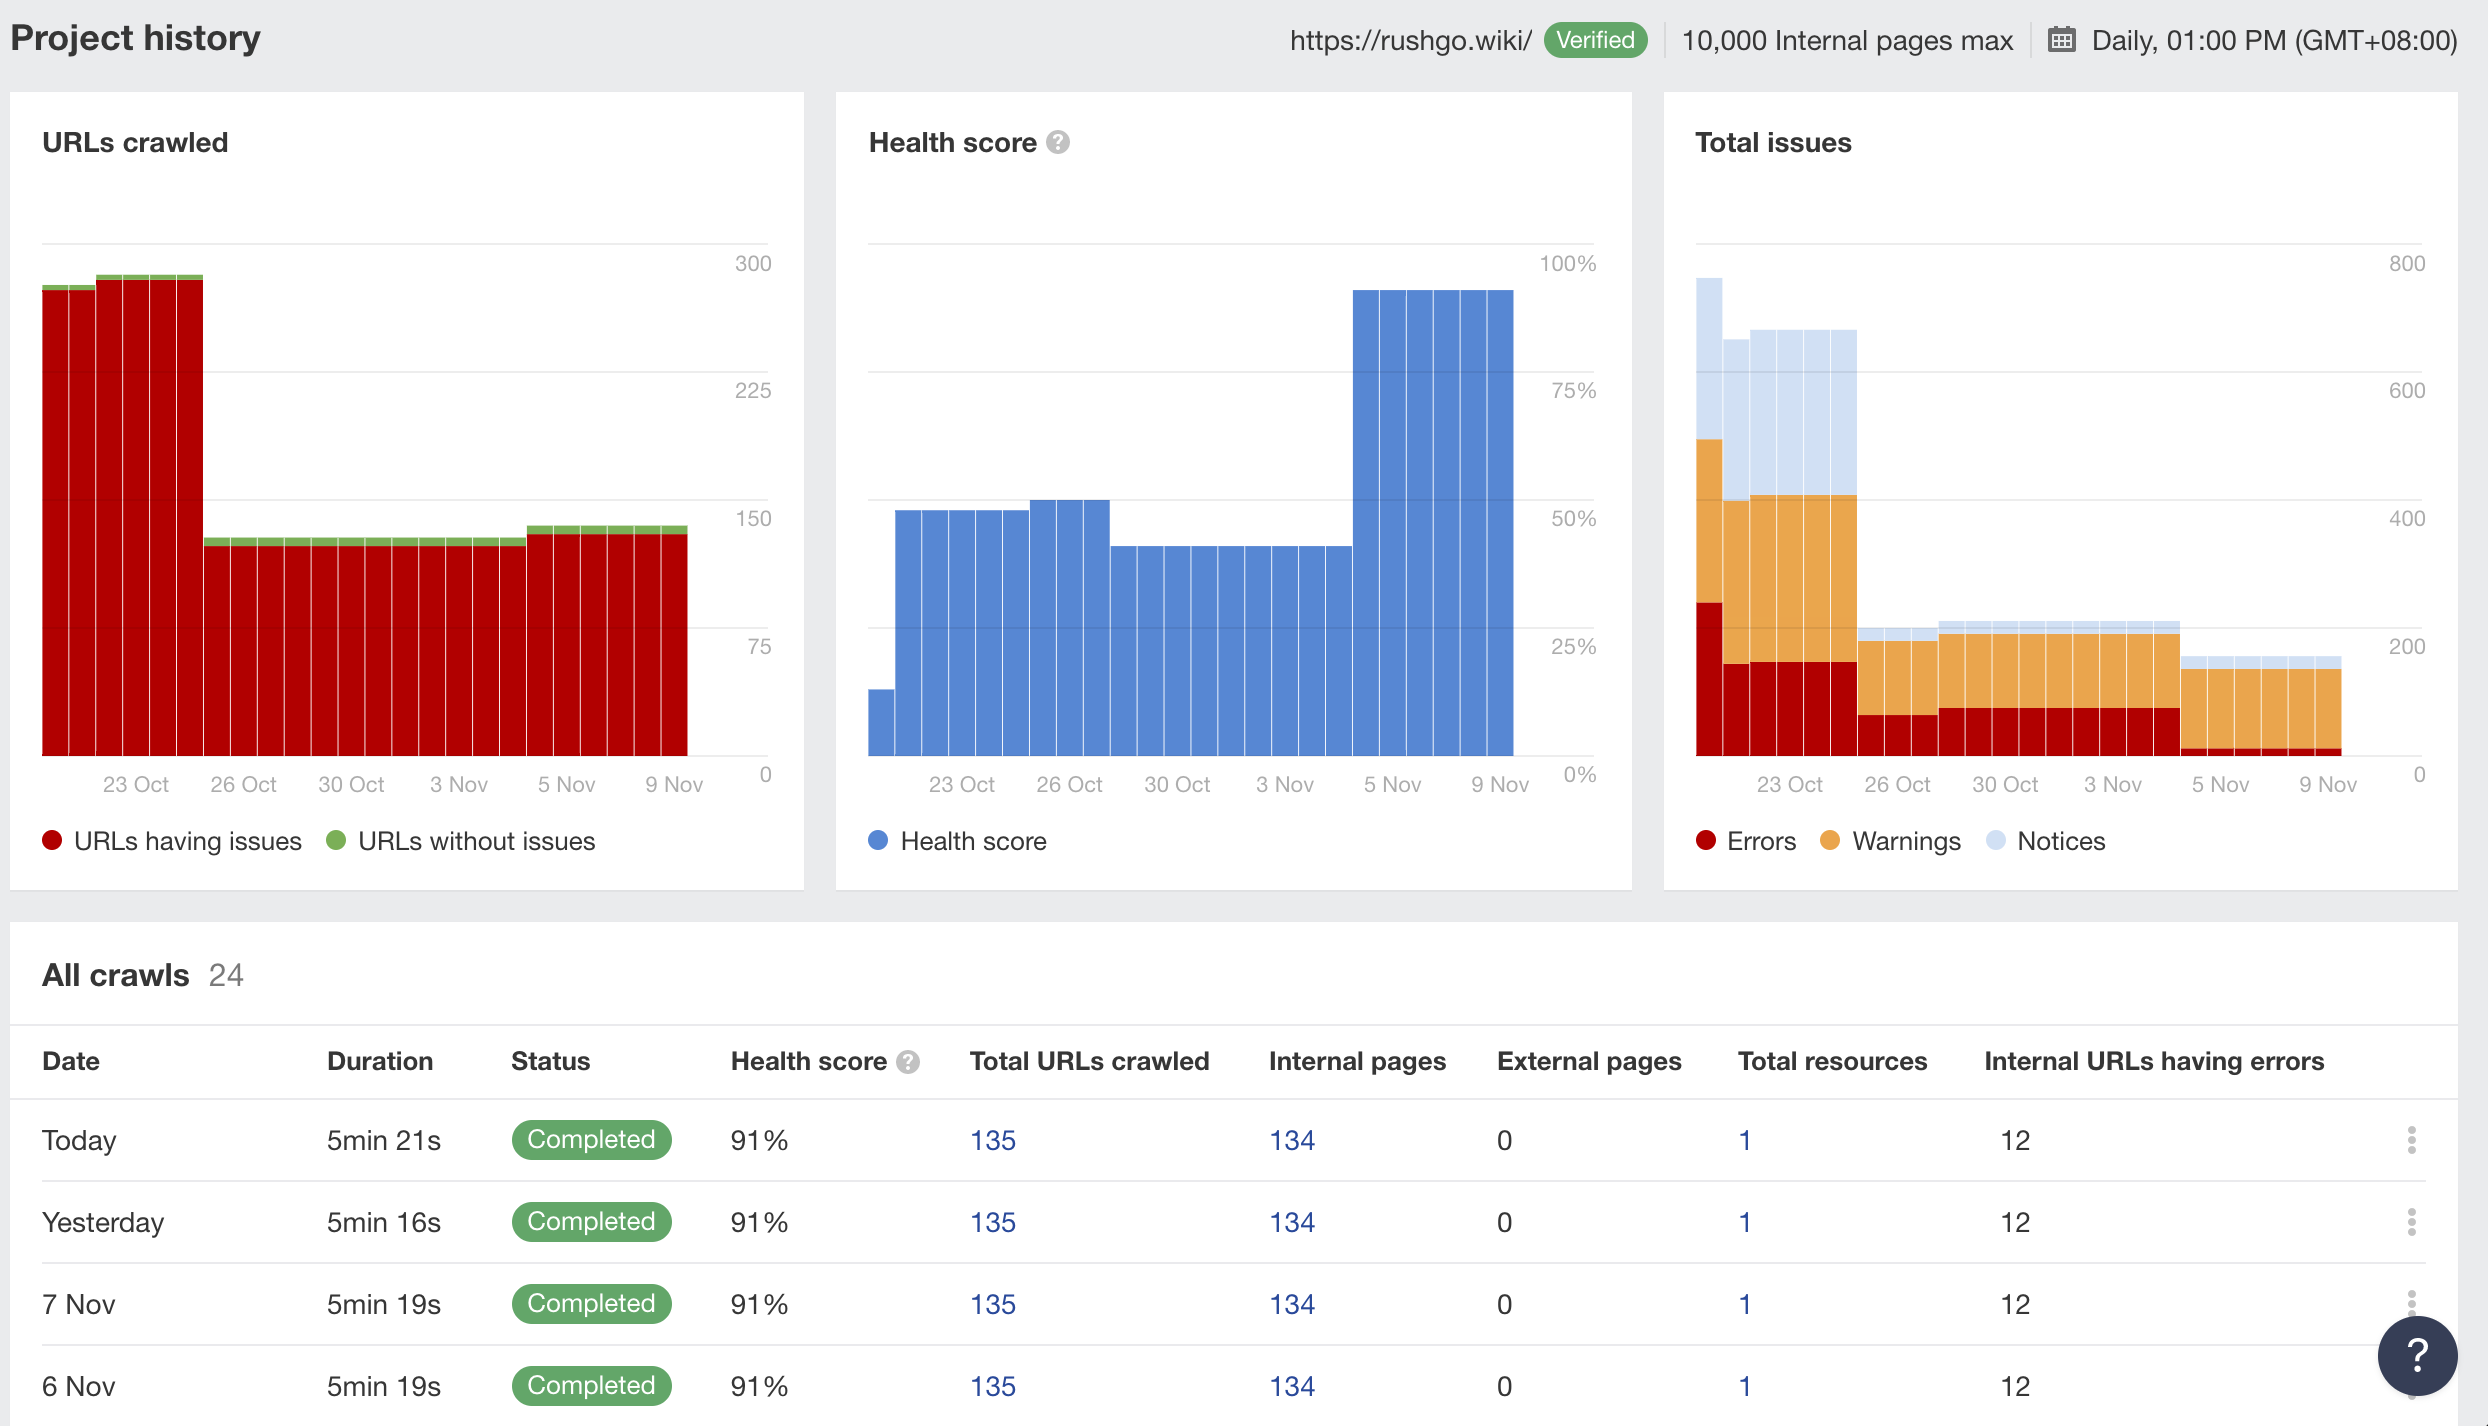 Project history
https://rushgo.wiki/ Verified 10,000 Internal pages max Daily, 01:00 PM (GMT+08:00)
URLs crawled
300
225
150
75
0
23 Oct 26 Oct 30 Oct 3 Nov 5 Nov 9 Nov
URLs having issues URLs without issues
Health score ?
100%
75%
50%
25%
0%
23 Oct 26 Oct 30 Oct 3 Nov 5 Nov 9 Nov
Health score
Total issues
800
600
400
200
0
23 Oct 26 Oct 30 Oct 3 Nov 5 Nov 9 Nov
Errors Warnings Notices
All crawls 24
Date Duration Status Health score ? Total URLs crawled Internal pages External pages Total resources Internal URLs having errors
Today 5min 21s Completed 91% 135 134 0 1 12
Yesterday 5min 16s Completed 91% 135 134 0 1 12
7 Nov 5min 19s Completed 91% 135 134 0 1 12
6 Nov 5min 19s Completed 91% 135 134 0 1 12
?